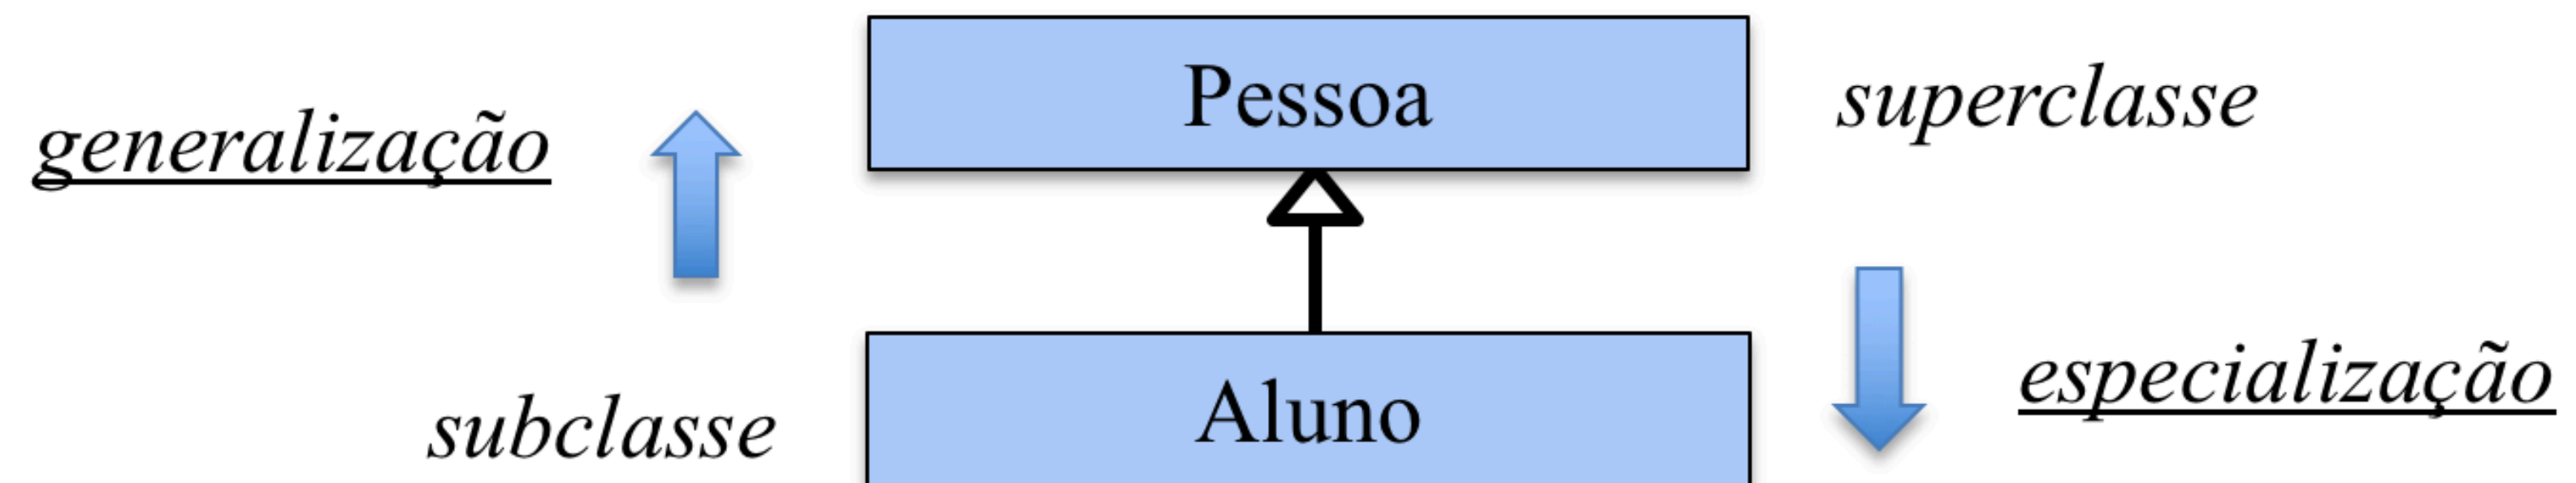 Pessoa
superclasse
generalização
especialização
Aluno
subclasse